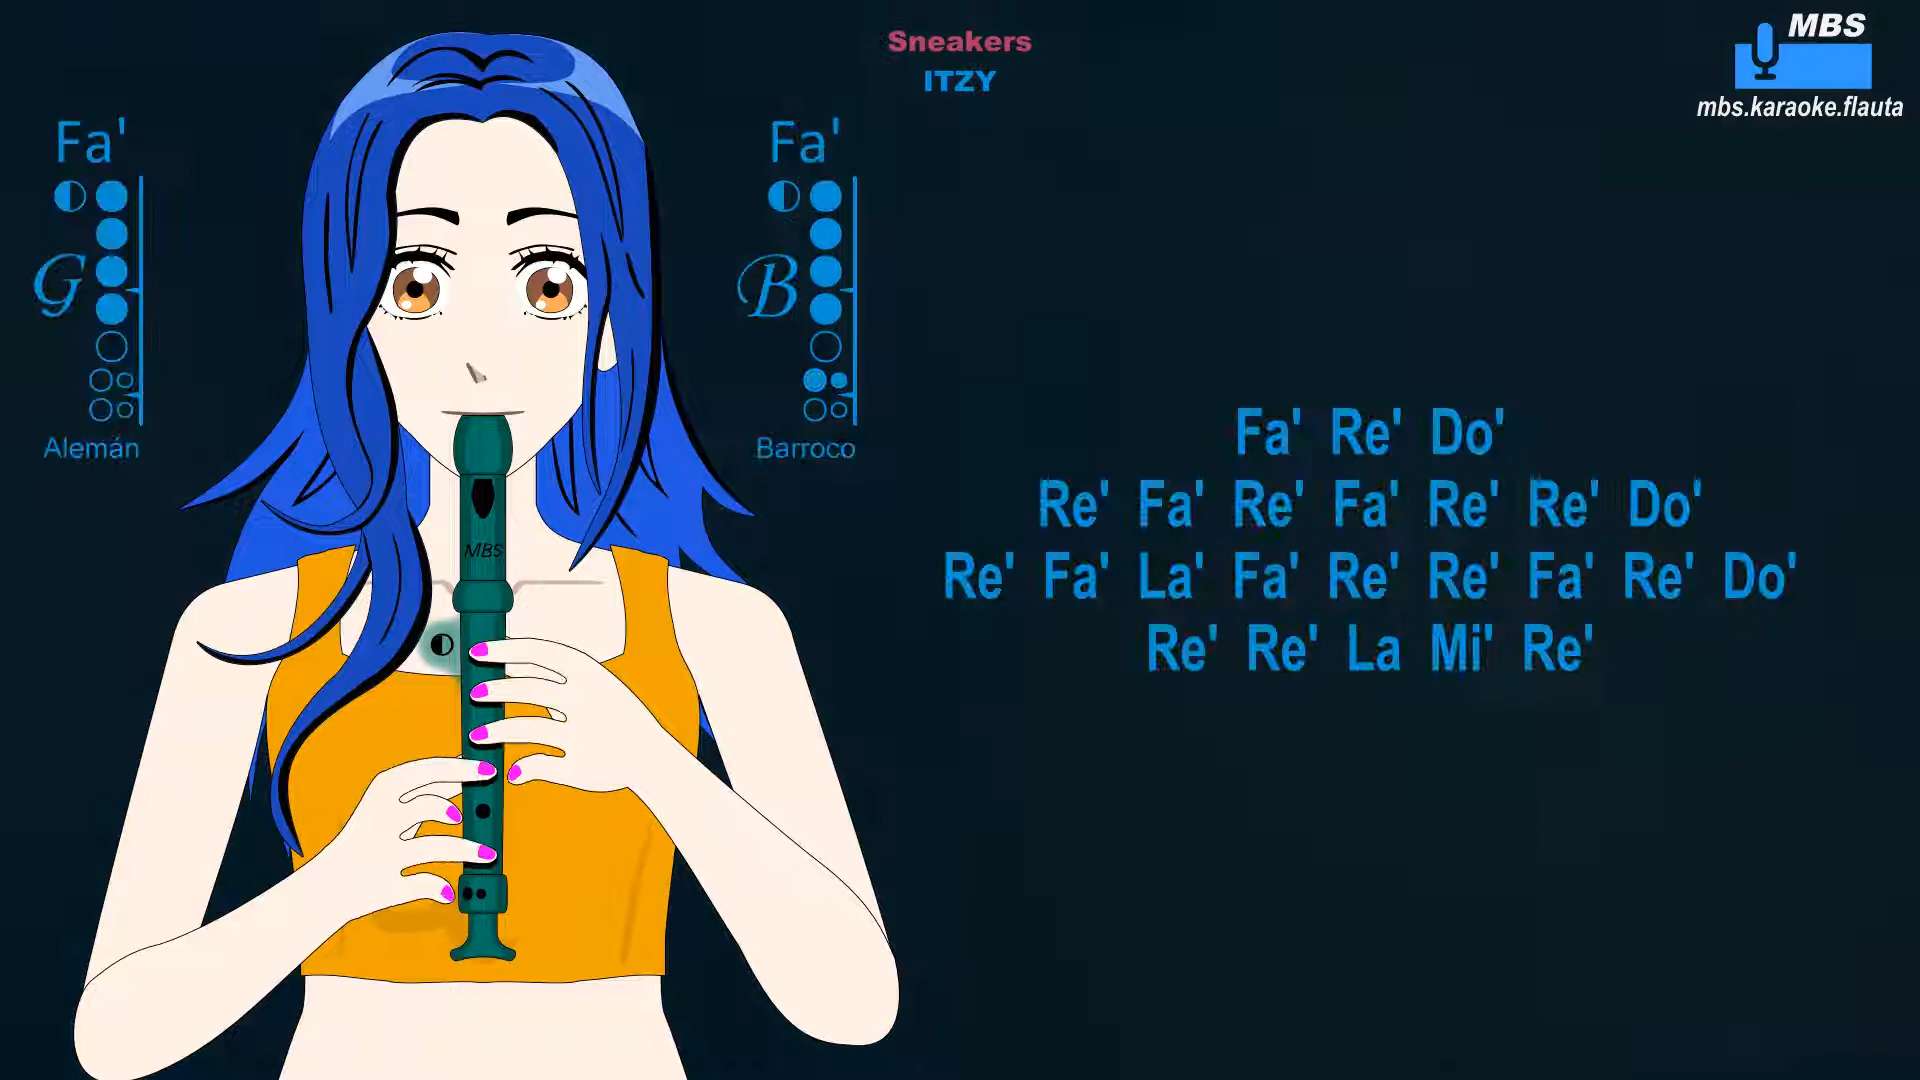 Sneakers
ITZY
MBS
mbs.karaoke.flauta
Fa'
G
Alemán
Fa'
B
Barroco
MBS
Fa' Re' Do'
Re' Fa' Re' Fa' Re' Re' Do'
Re' Fa' La' Fa' Re' Re' Fa' Re' Do'
Re' Re' La Mi' Re'